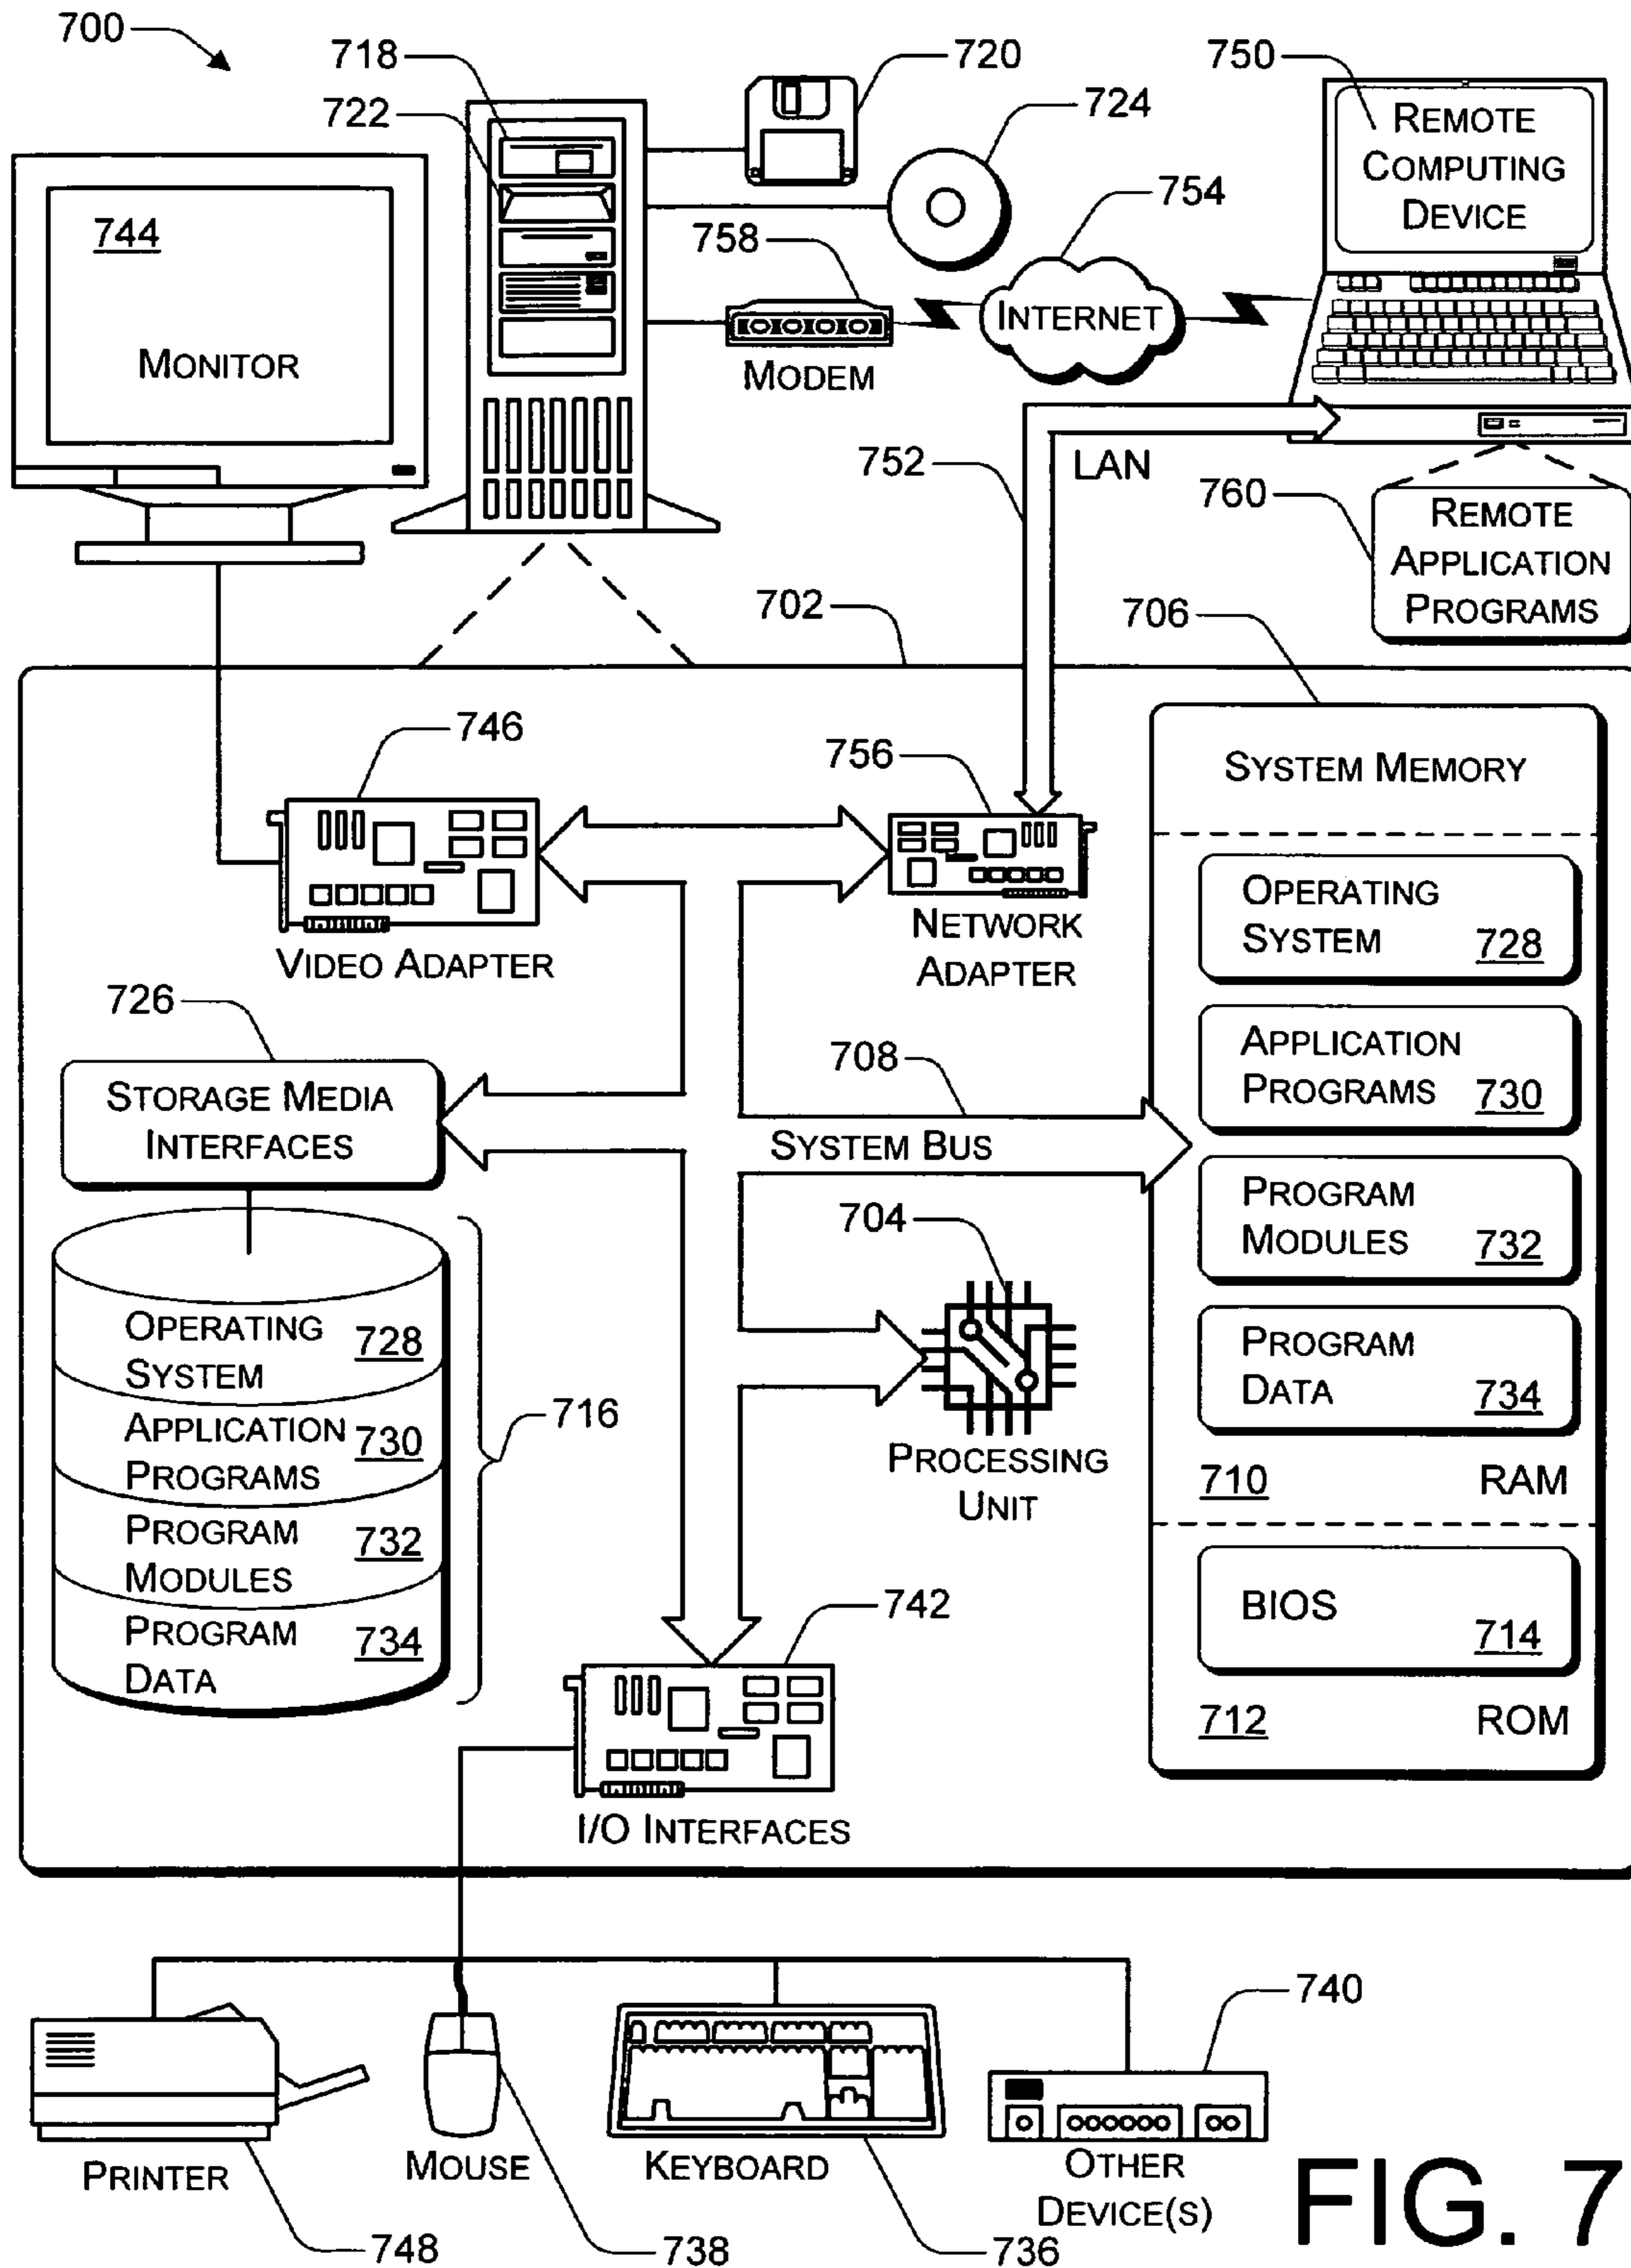 700
718
720
750
722
724
REMOTE
COMPUTING
DEVICE
754
744
758
INTERNET
MONITOR
MODEM
752
LAN
760
REMOTE
APPLICATION
PROGRAMS
702
706
746
756
SYSTEM MEMORY
OPERATING
SYSTEM 728
NETWORK
ADAPTER
VIDEO ADAPTER
726
708
APPLICATION
PROGRAMS 730
STORAGE MEDIA
INTERFACES
SYSTEM BUS
PROGRAM
MODULES 732
704
OPERATING
SYSTEM 728
PROGRAM
DATA 734
716
APPLICATION
PROGRAMS 730
PROCESSING
UNIT
710 RAM
PROGRAM
MODULES 732
742
BIOS
714
PROGRAM
DATA 734
712 ROM
I/O INTERFACES
740
PRINTER
MOUSE
KEYBOARD
OTHER
DEVICE(S)
748
738
736
FIG. 7